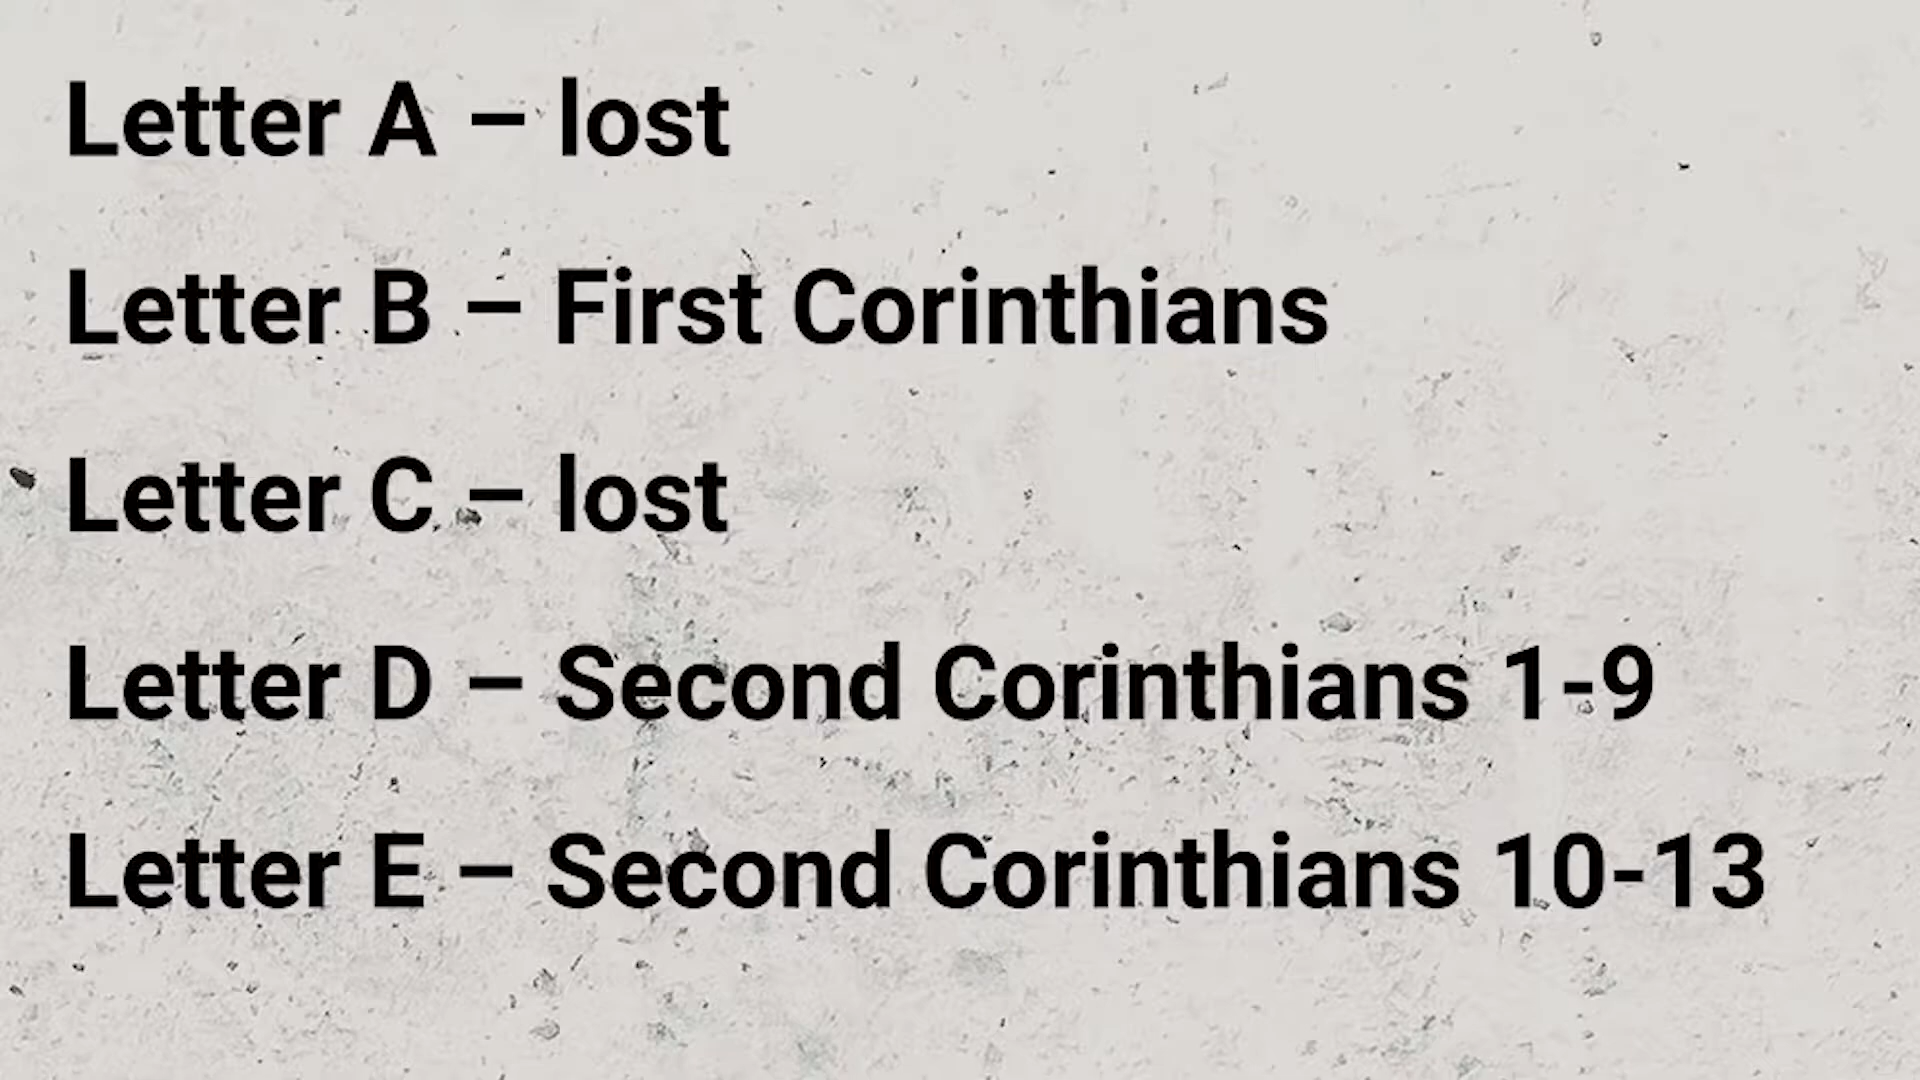 Letter A – lost
Letter B – First Corinthians
Letter C – lost
Letter D – Second Corinthians 1-9
Letter E – Second Corinthians 10-13